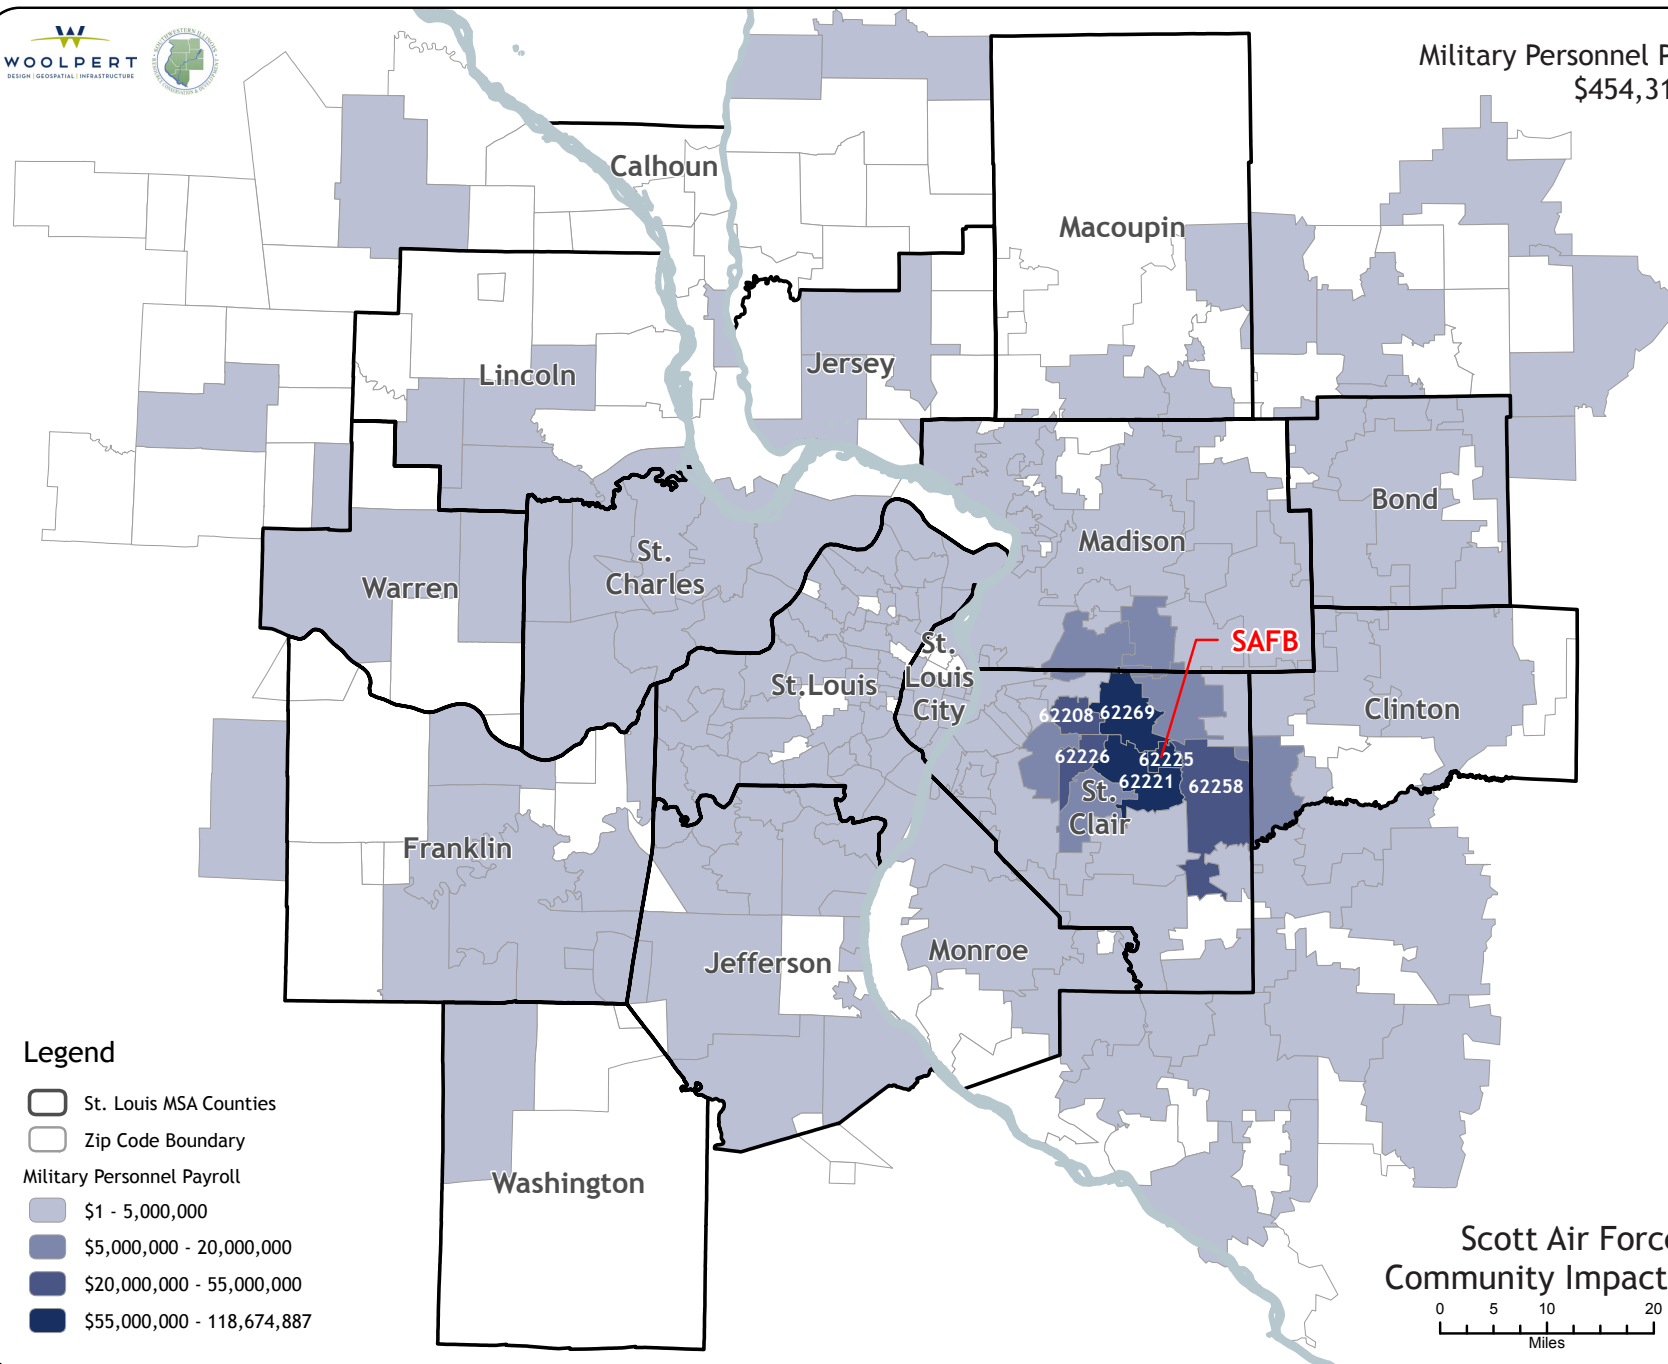 WOOLPERT
DESIGN | GEOSPATIAL | INFRASTRUCTURE
Military Personnel P
$454,31
Calhoun
Macoupin
Jersey
Lincoln
Bond
Madison
St.
Charles
Warren
SAFB
St.
Louis
City
St.Louis
Clinton
62208
62269
62226
62225
62221
62258
St.
Clair
Franklin
Monroe
Jefferson
Washington
Legend
St. Louis MSA Counties
Zip Code Boundary
Military Personnel Payroll
$1 - 5,000,000
$5,000,000 - 20,000,000
$20,000,000 - 55,000,000
$55,000,000 - 118,674,887
Scott Air Forc
Community Impact
0 5 10 20
Miles